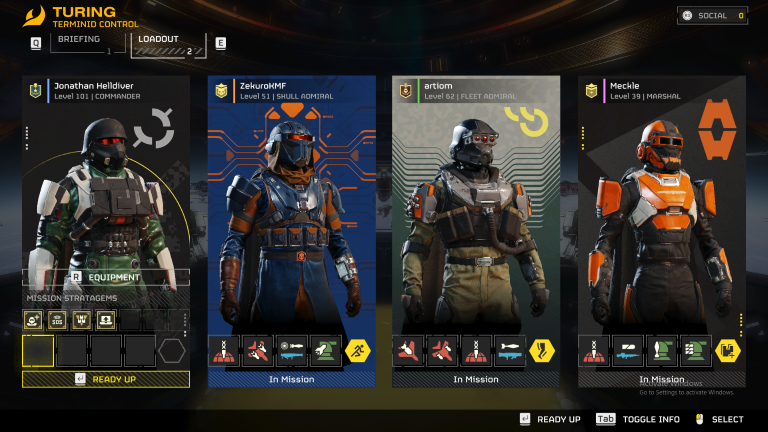 TURING
TERMINID CONTROL
SOCIAL 0
Q
BRIEFING
1
LOADOUT
2
E
Jonathan Helldiver
Level 101 | COMMANDER
ZekuroKMF
Level 51 | SKULL ADMIRAL
artiom
Level 62 | FLEET ADMIRAL
Meckle
Level 39 | MARSHAL
R EQUIPMENT
MISSION STRATAGEMS
SOS
READY UP
In Mission
In Mission
In Mission
Activate Windows
Go to Settings to activate Windows.
READY UP
Tab TOGGLE INFO
SELECT